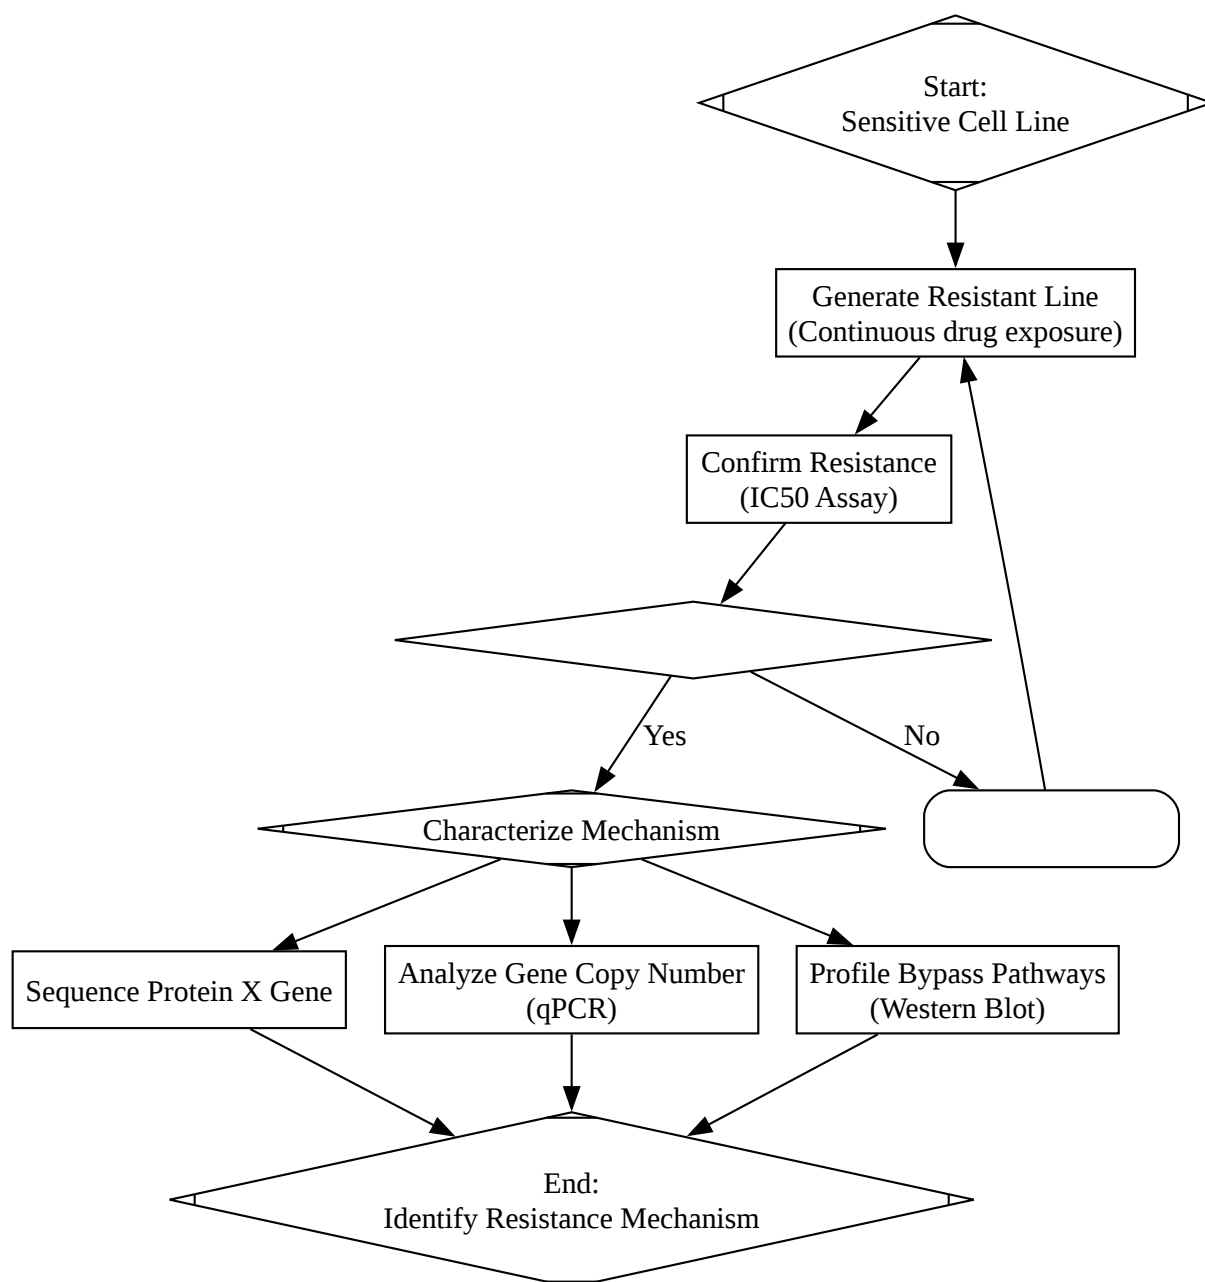 Start:
Sensitive Cell Line
Generate Resistant Line
(Continuous drug exposure)
Confirm Resistance
(IC50 Assay)
Yes
No
Characterize Mechanism
Sequence Protein X Gene
Analyze Gene Copy Number
(qPCR)
Profile Bypass Pathways
(Western Blot)
End:
Identify Resistance Mechanism